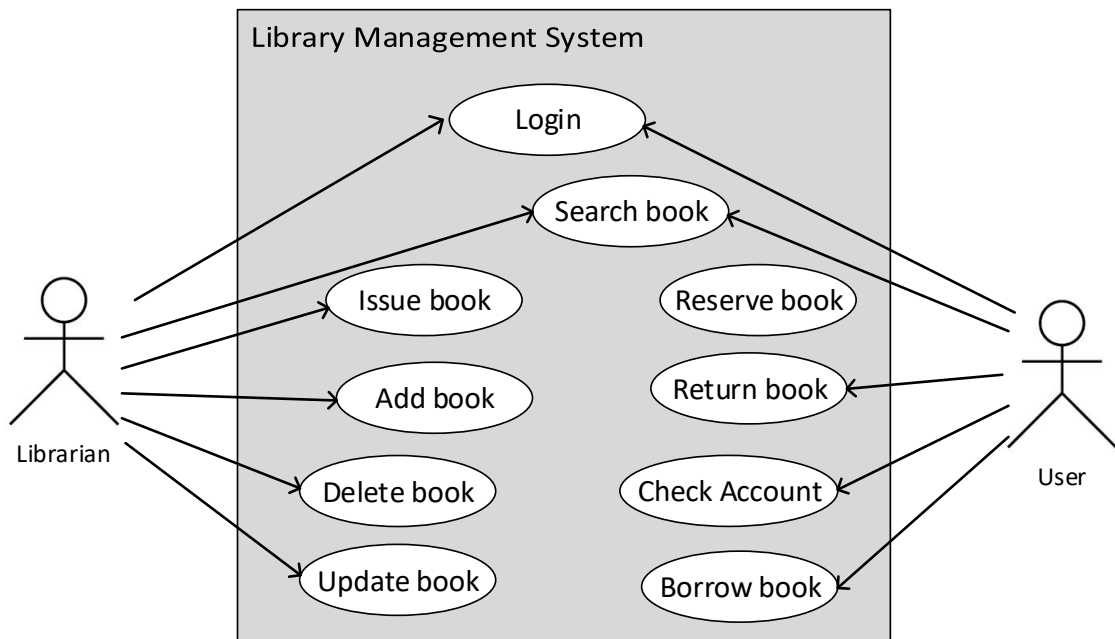 Library Management System
Login
Search book
Issue book
Reserve book
Return book
Add book
Librarian
User
Delete book
Check Account
Update book
Borrow book